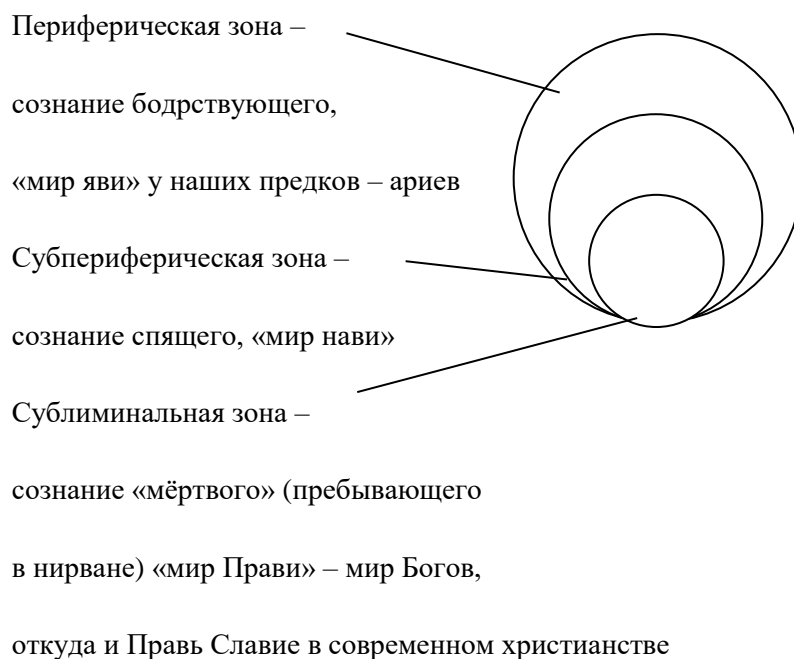 Периферическая зона –
сознание бодрствующего,
«мир яви» у наших предков – ариев
Субпериферическая зона –
сознание спящего, «мир нави»
Сублиминальная зона –
сознание «мёртвого» (пребывающего
в нирване) «мир Прави» – мир Богов,
откуда и Правь Славие в современном христианстве